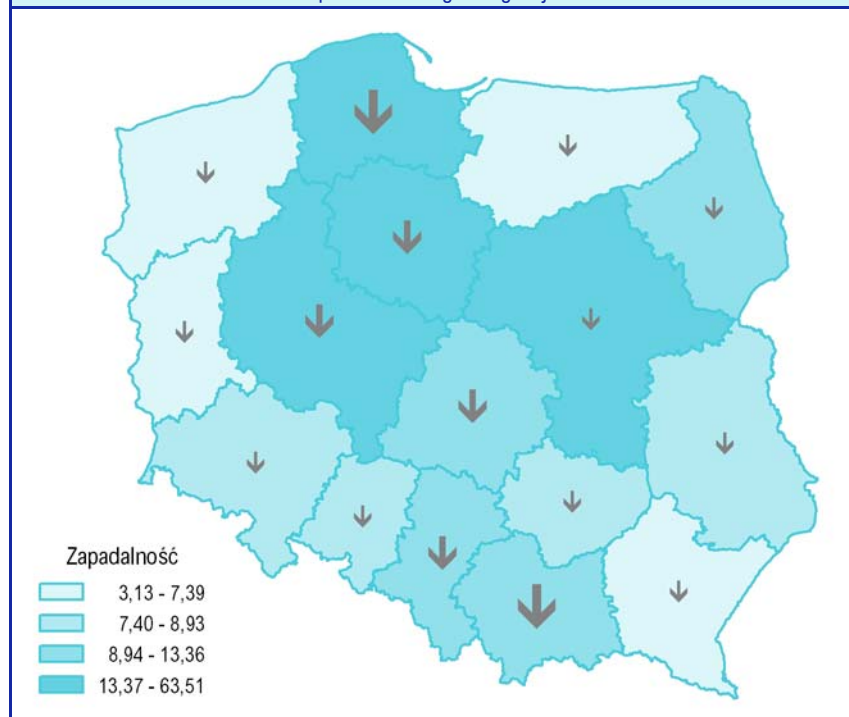 Zapadalność
3,13 - 7,39
7,40 - 8,93
8,94 - 13,36
13,37 - 63,51